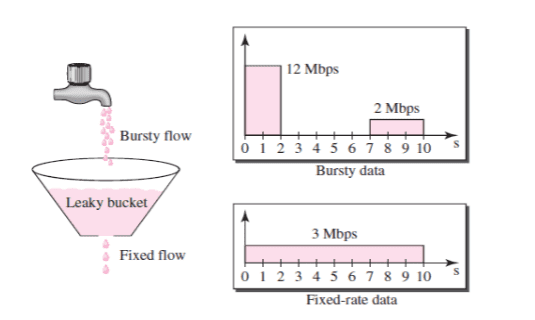 12 Mbps
2 Mbps
0 1 2 3 4 5 6 7 8 9 10 s
Bursty data
Bursty flow
Leaky bucket
Fixed flow
3 Mbps
0 1 2 3 4 5 6 7 8 9 10 s
Fixed-rate data